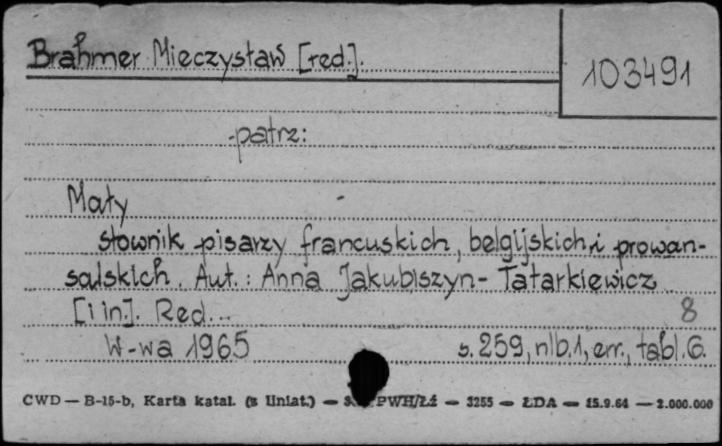 Brahmer Mieczysław [red.].
103491
patrz:
Mały
słownik pisarzy francuskich, belgijskich i prowan-
salskich. Aut.: Anna Jakubiszyn-Tatarkiewicz
[i in.]. Red...
8
W-wa 1965 s. 259, nlb. 1, err., tabl. 6.
CWD — B-15-b, Karta katal. (s Uniat.) — PWH/Łź — 3255 — ŁDA — 15.9.64 — 2.000.000